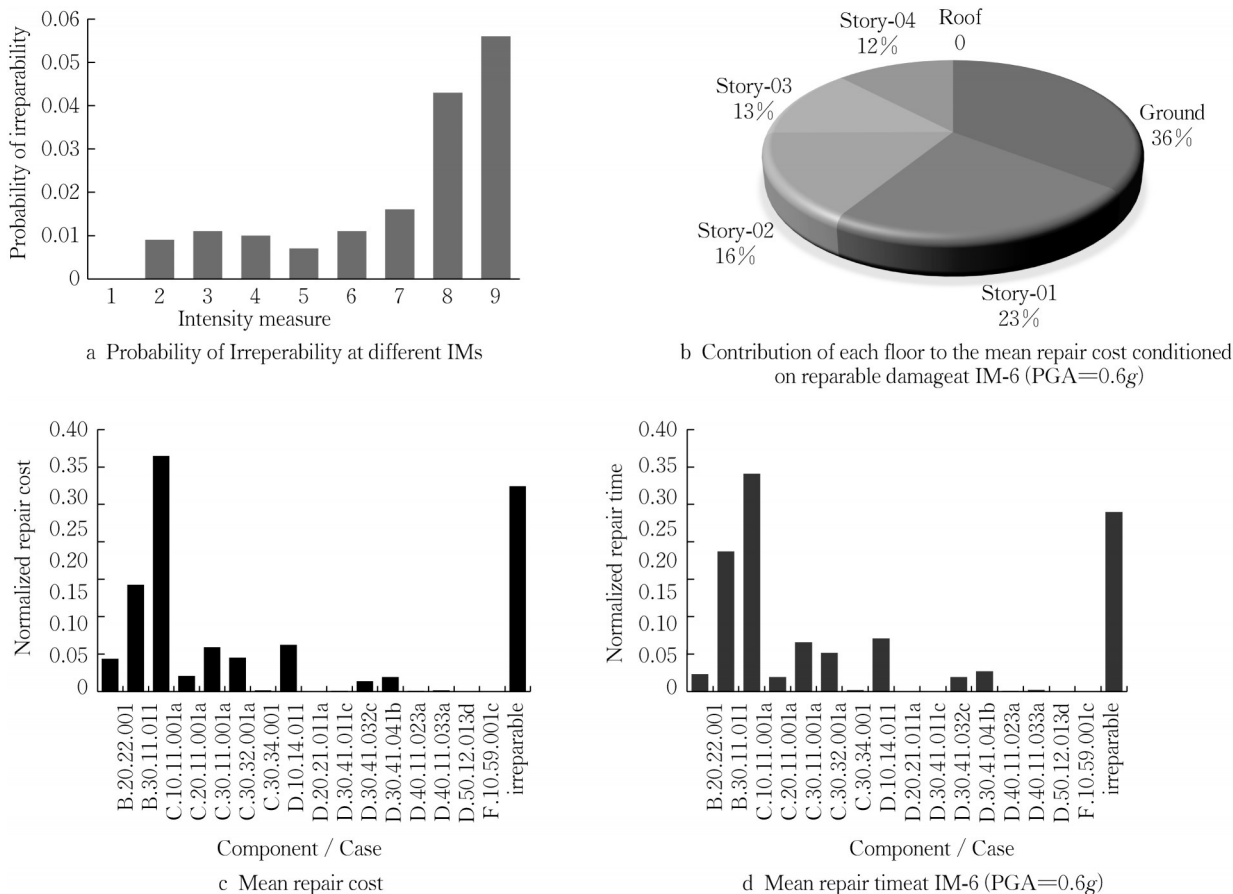 0.06
0.05
0.04
0.03
0.02
0.01
0
Probability of irreparability
1 2 3 4 5 6 7 8 9
Intensity measure
a Probability of Irreperability at different IMs
Roof
0
Story-04
12%
Story-03
13%
Ground
36%
Story-02
16%
Story-01
23%
b Contribution of each floor to the mean repair cost conditioned
on reparable damageat IM-6 (PGA=0.6g)
0.40
0.35
0.30
0.25
0.20
0.15
0.10
0.05
0
Normalized repair cost
B.20.22.001
B.30.11.011
C.10.11.001a
C.20.11.001a
C.30.11.001a
C.30.32.001a
C.30.34.001
D.10.14.011
D.20.21.011a
D.30.41.011c
D.30.41.032c
D.30.41.041b
D.40.11.023a
D.40.11.033a
D.50.12.013d
F.10.59.001c
irreparable
Component / Case
c Mean repair cost
0.40
0.35
0.30
0.25
0.20
0.15
0.10
0.05
0
Normalized repair time
B.20.22.001
B.30.11.011
C.10.11.001a
C.20.11.001a
C.30.11.001a
C.30.32.001a
C.30.34.001
D.10.14.011
D.20.21.011a
D.30.41.011c
D.30.41.032c
D.30.41.041b
D.40.11.023a
D.40.11.033a
D.50.12.013d
F.10.59.001c
irreparable
Component / Case
d Mean repair timeat IM-6 (PGA=0.6g)